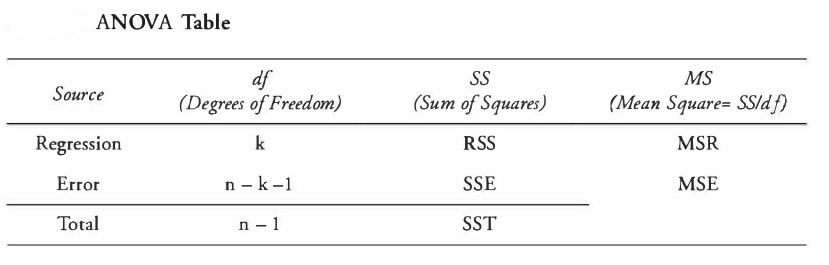 ANOVA Table
Source df SS MS
(Degrees of Freedom) (Sum of Squares) (Mean Square= SS/df)
Regression k RSS MSR
Error n – k –1 SSE MSE
Total n – 1 SST